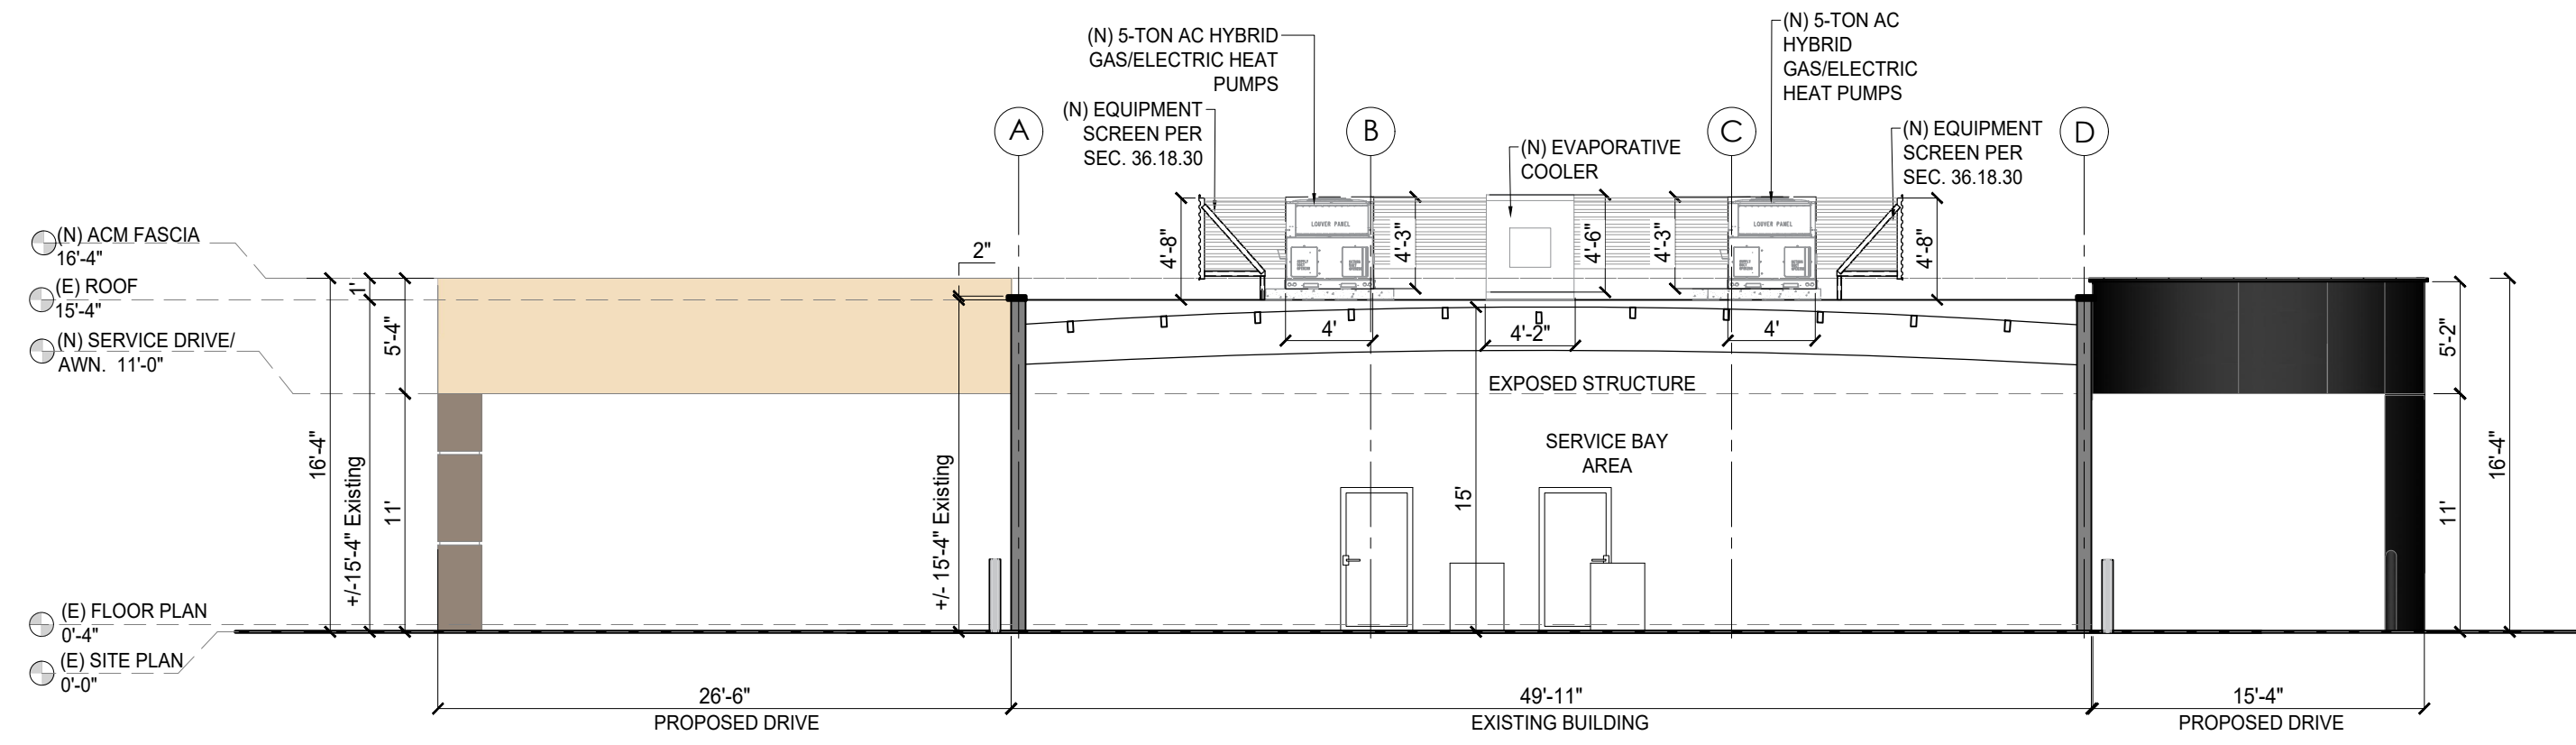 (N) 5-TON AC HYBRID
GAS/ELECTRIC HEAT
PUMPS
(N) 5-TON AC
HYBRID
GAS/ELECTRIC
HEAT PUMPS
(N) EQUIPMENT
SCREEN PER
SEC. 36.18.30
A
B
C
D
(N) EVAPORATIVE
COOLER
(N) EQUIPMENT
SCREEN PER
SEC. 36.18.30
(N) ACM FASCIA
16'-4"
(E) ROOF
15'-4"
(N) SERVICE DRIVE/
AWN. 11'-0"
(E) FLOOR PLAN
0'-4"
(E) SITE PLAN
0'-0"
2"
4'-8"
LOUVER PANEL
4'-3"
4'-6"
4'-3"
LOUVER PANEL
4'-8"
1'
5'-4"
16'-4"
+/-15'-4" Existing
11'
+/- 15'-4" Existing
4'
4'-2"
4'
EXPOSED STRUCTURE
SERVICE BAY
AREA
15'
5'-2"
16'-4"
11'
26'-6"
PROPOSED DRIVE
49'-11"
EXISTING BUILDING
15'-4"
PROPOSED DRIVE